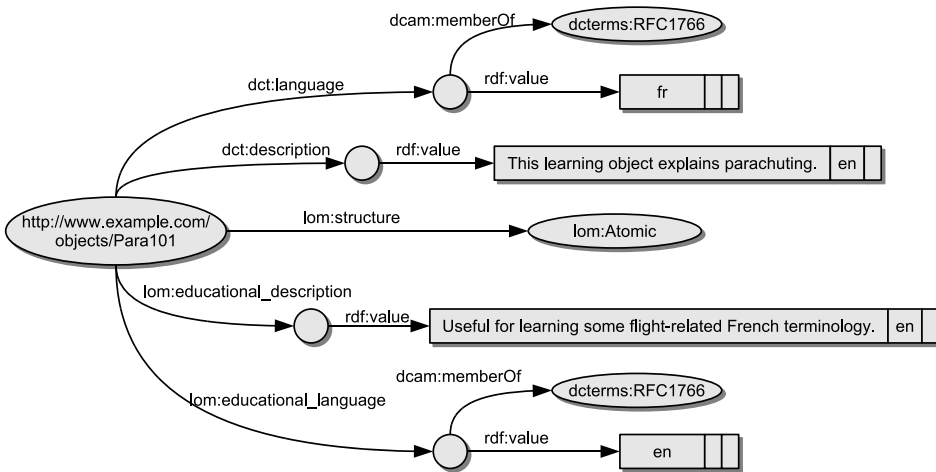 dcam:memberOf
dcterms:RFC1766
dct:language
rdf:value
fr
dct:description
rdf:value
This learning object explains parachuting.
en
http://www.example.com/
objects/Para101
lom:structure
lom:Atomic
lom:educational_description
rdf:value
Useful for learning some flight-related French terminology.
en
dcam:memberOf
dcterms:RFC1766
lom:educational_language
rdf:value
en